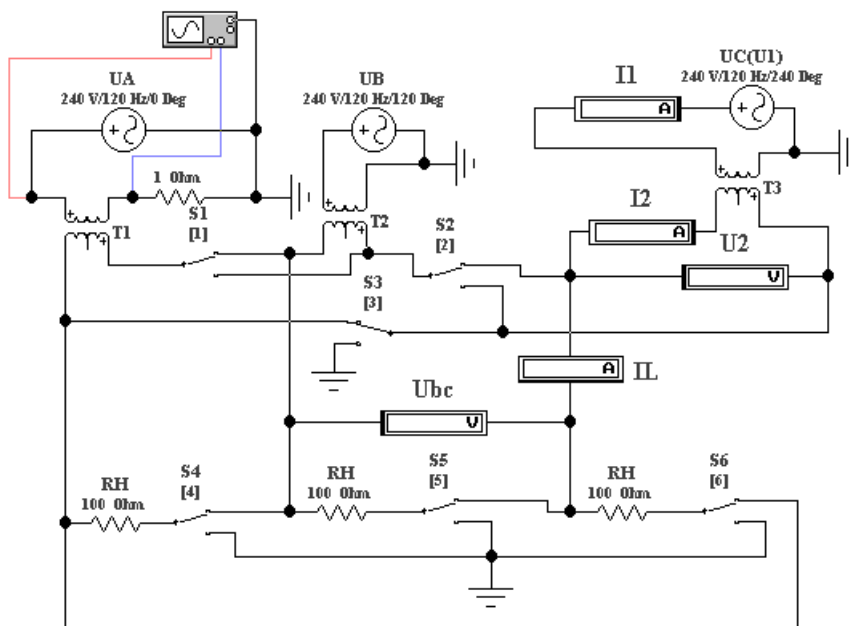 UA
240 V/120 Hz/0 Deg
UB
240 V/120 Hz/120 Deg
I1
A
UC(U1)
240 V/120 Hz/240 Deg
1 Ohm
S1
[1]
T1
T2
S2
[2]
I2
A
T3
U2
V
S3
[3]
A
IL
Ubc
V
RH
100 Ohm
S4
[4]
RH
100 Ohm
S5
[5]
RH
100 Ohm
S6
[6]